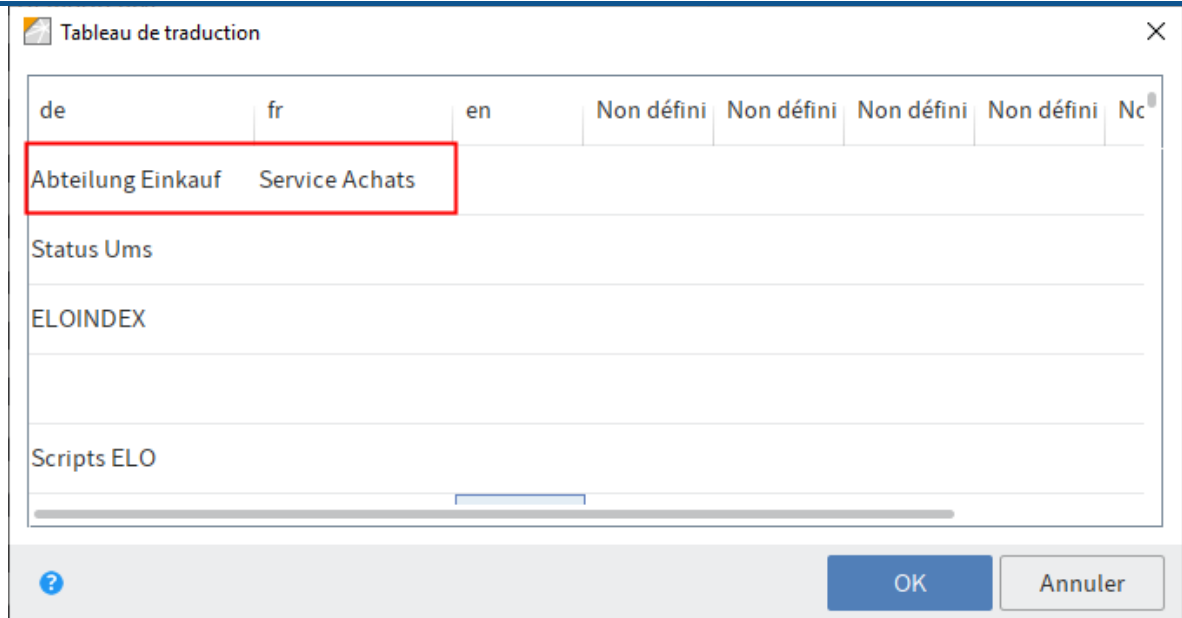 Tableau de traduction
de fr en Non défini Non défini Non défini Non défini
Abteilung Einkauf Service Achats
Status Ums
ELOINDEX
Scripts ELO
? OK Annuler